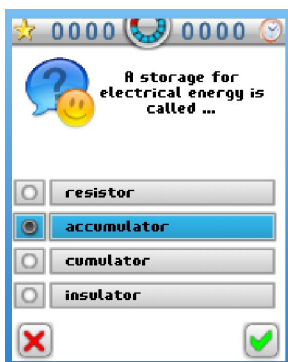 0000 0000
A storage for
electrical energy is
called ...
resistor
accumulator
cumulator
insulator